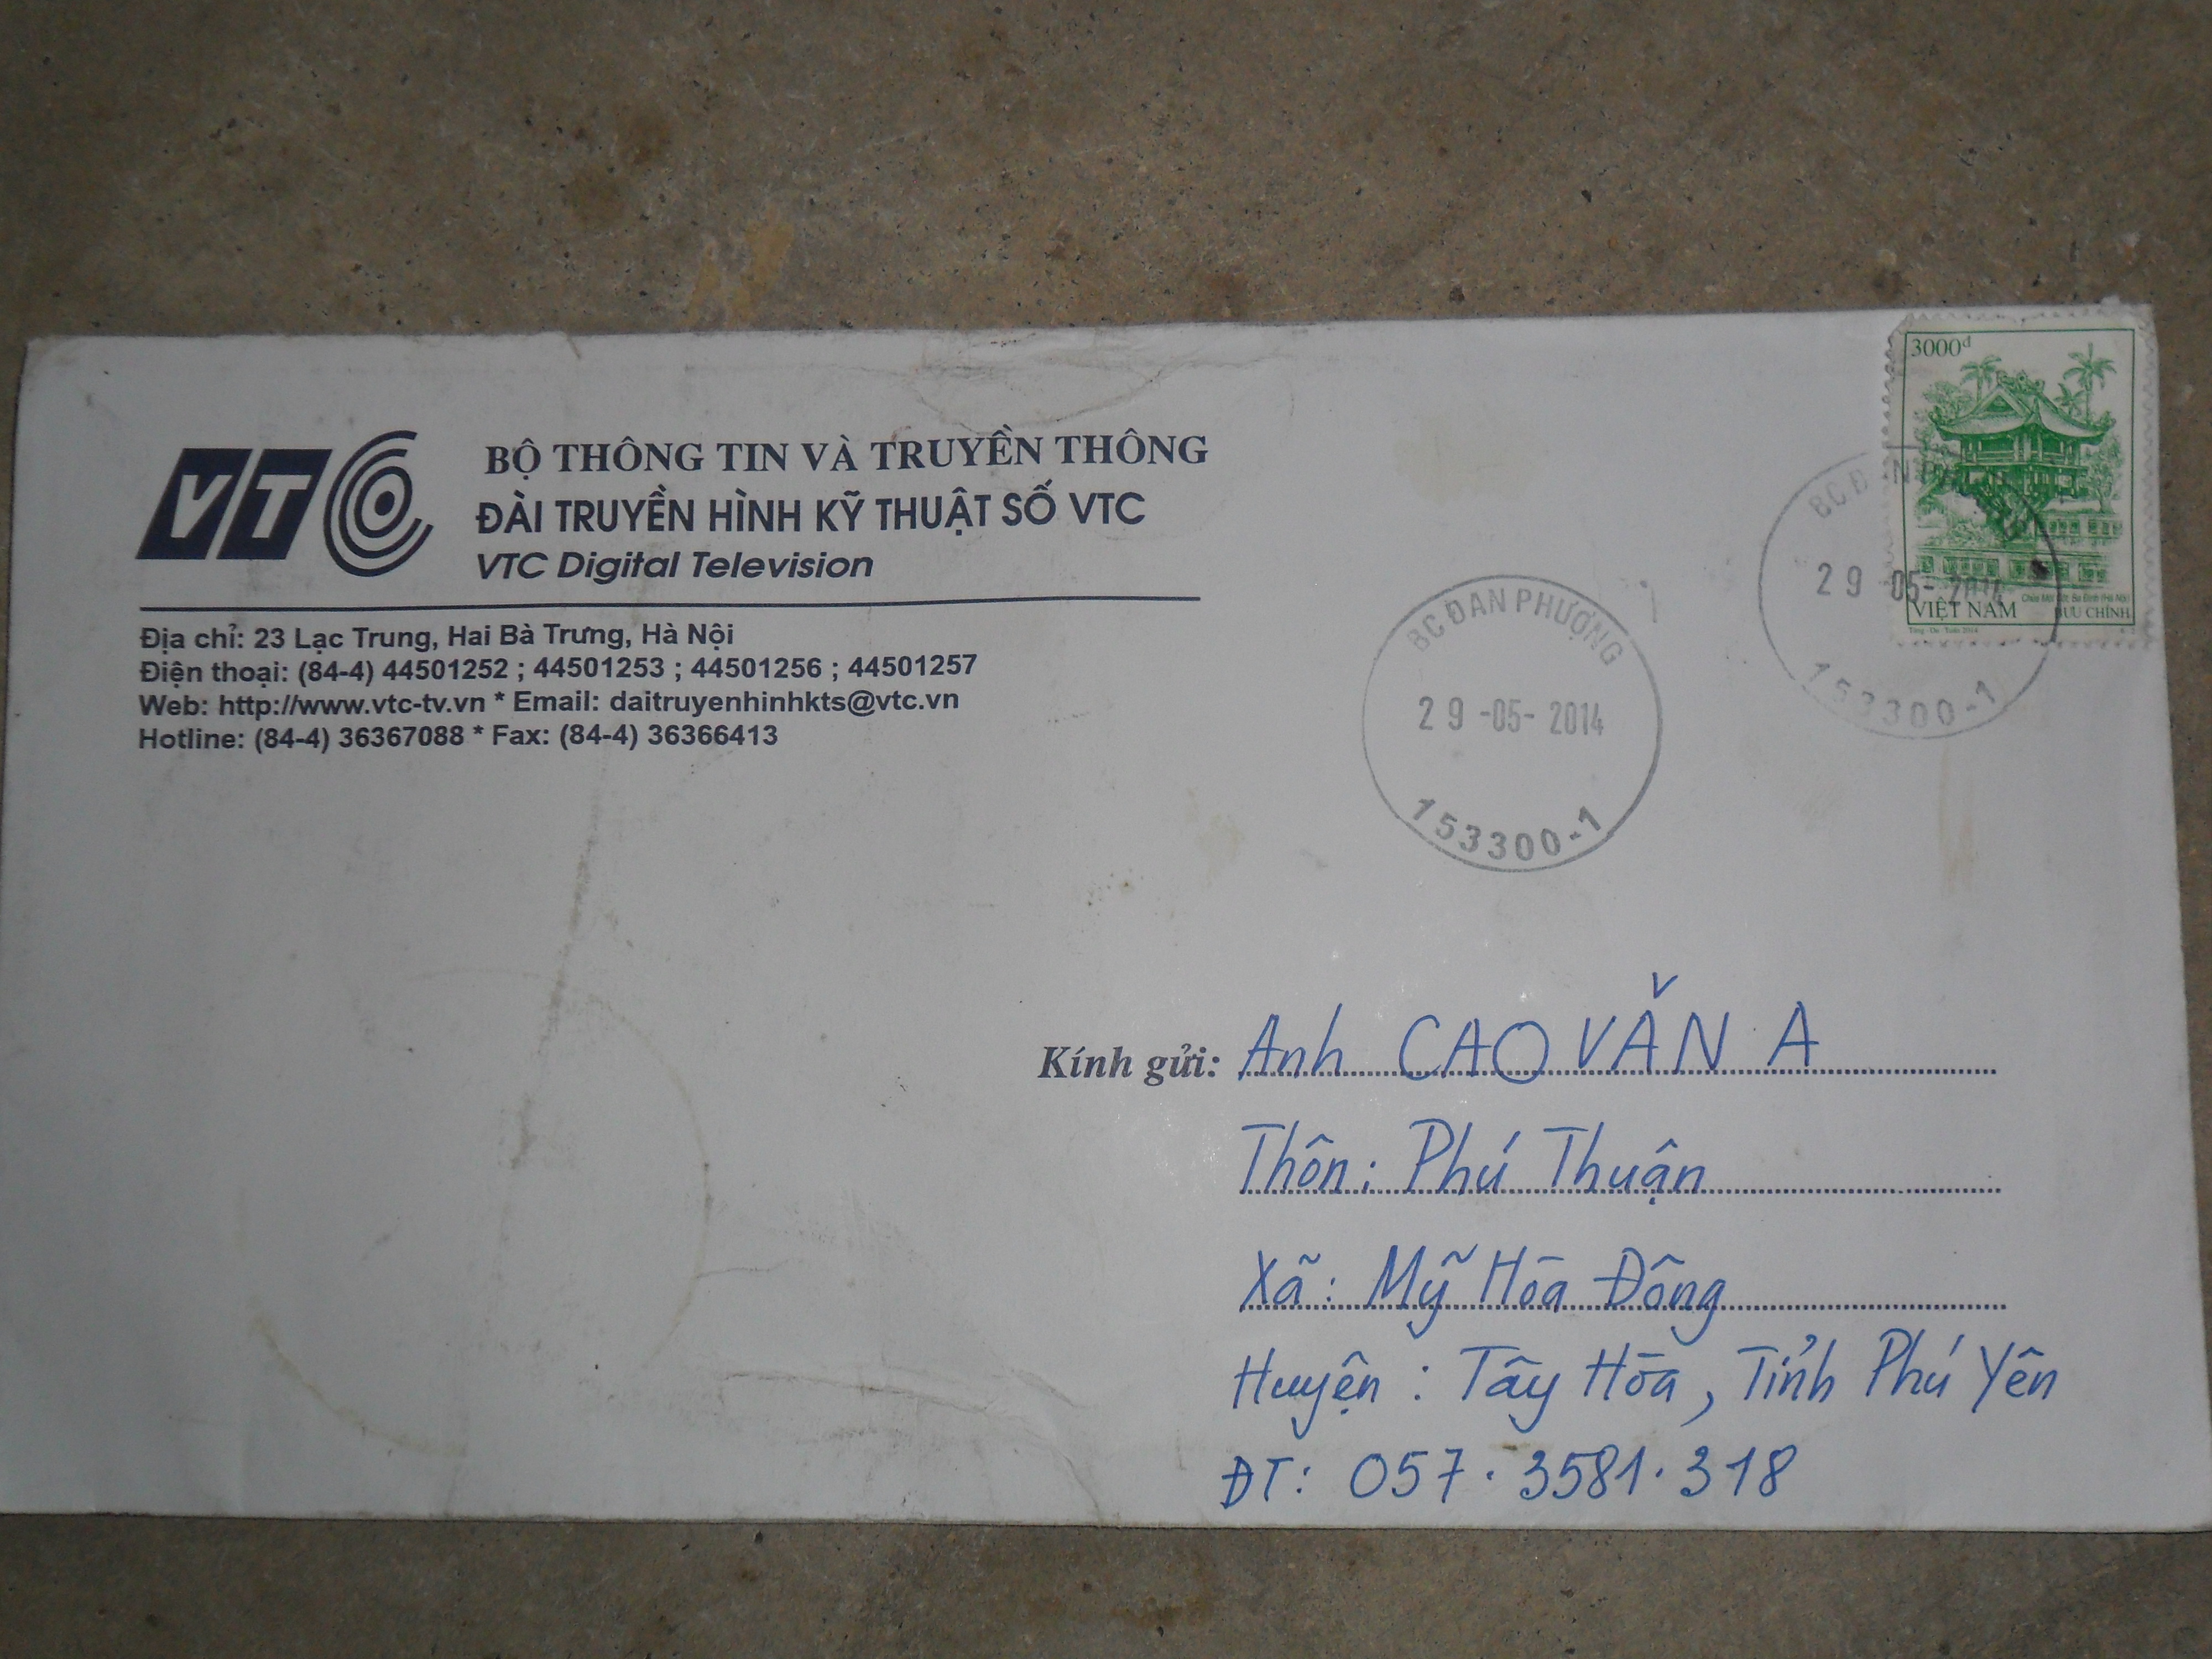 VTC
BỘ THÔNG TIN VÀ TRUYỀN THÔNG
ĐÀI TRUYỀN HÌNH KỸ THUẬT SỐ VTC
VTC Digital Television
Địa chỉ: 23 Lạc Trung, Hai Bà Trưng, Hà Nội
Điện thoại: (84-4) 44501252 ; 44501253 ; 44501256 ; 44501257
Web: http://www.vtc-tv.vn * Email: daitruyenhinhkts@vtc.vn
Hotline: (84-4) 36367088 * Fax: (84-4) 36366413
3000đ
VIỆT NAM
BƯU CHÍNH
29-05-2014
153300-1
BC ĐAN PHƯỢNG
29-05-2014
153300-1
Kính gửi: Anh CAO VĂN A
Thôn: Phú Thuận
Xã: Mỹ Hòa Đông
Huyện: Tây Hòa, Tỉnh Phú Yên
ĐT: 057.3581.318